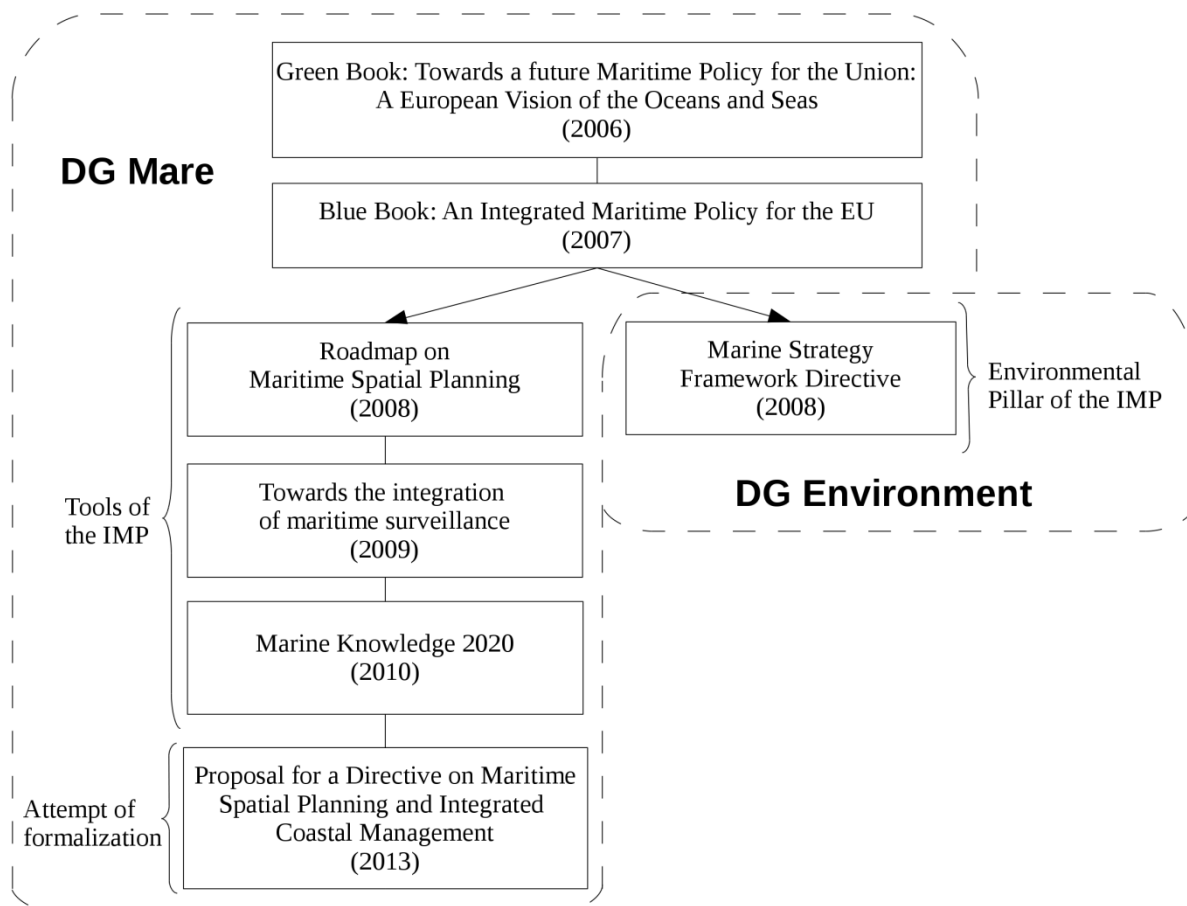 Green Book: Towards a future Maritime Policy for the Union:
A European Vision of the Oceans and Seas
(2006)
DG Mare
Blue Book: An Integrated Maritime Policy for the EU
(2007)
Roadmap on
Maritime Spatial Planning
(2008)
Marine Strategy
Framework Directive
(2008)
Environmental
Pillar of the IMP
DG Environment
Tools of
the IMP
Towards the integration
of maritime surveillance
(2009)
Marine Knowledge 2020
(2010)
Attempt of
formalization
Proposal for a Directive on Maritime
Spatial Planning and Integrated
Coastal Management
(2013)